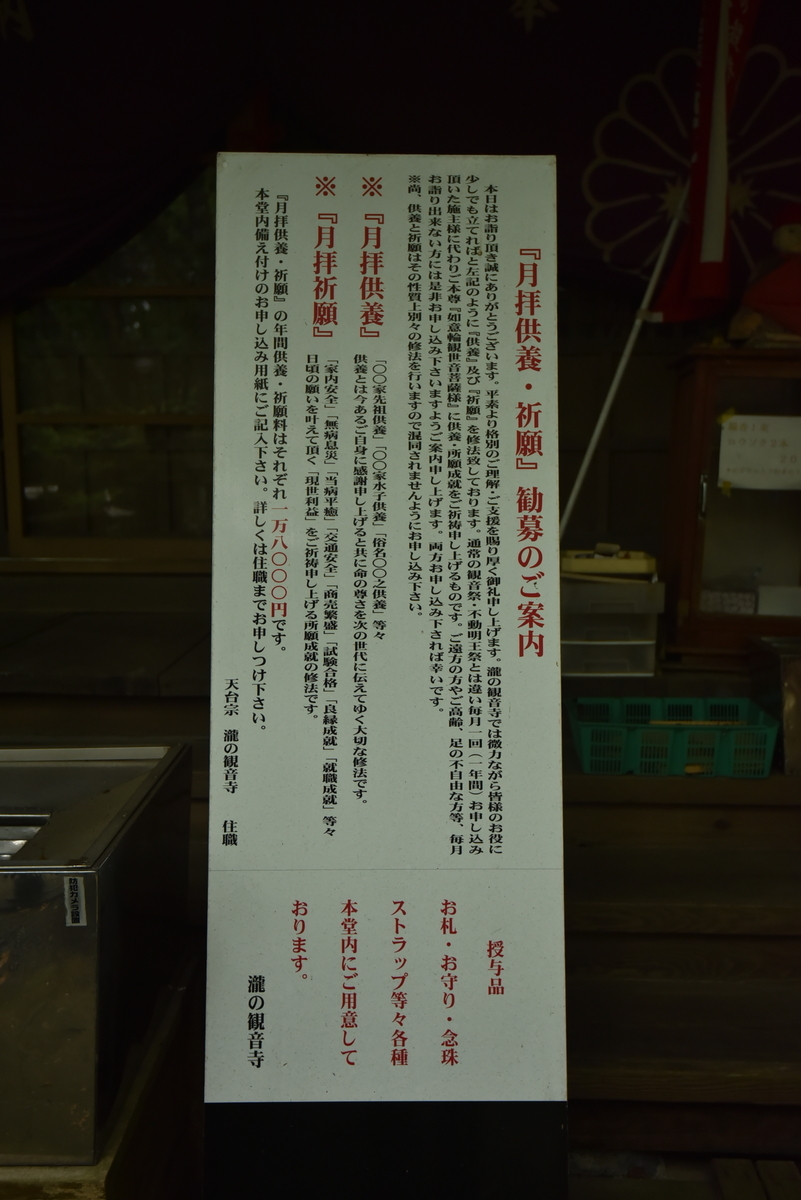 『月拝供養・祈願』勧募のご案内
本日はお詣り頂き誠にありがとうございます。平素より格別のご理解・ご支援を賜り厚く御礼申し上げます。瀧の観音寺では微力ながら皆様のお役に
少しでも立てればと左記のように『供養』及び『祈願』を修法致しております。通常の観音祭・不動明王祭とは違い毎月一回（一年間）お申し込み
頂いた施主様に代わりご本尊『如意輪観世音菩薩様』に供養・所願成就をご祈祷申し上げるものです。ご遠方の方やご高齢、足の不自由な方等、毎月
お詣り出来ない方には是非お申し込み下さいますようご案内申し上げます。両方お申し込み下されば幸いです。
※尚、供養と祈願はその性質上別々の修法を行いますので混同されませんようにお申し込み下さい。
※『月拝供養』
「〇〇家先祖供養」「〇〇家水子供養」「俗名〇〇之供養」等々
供養とは今あるご自身に感謝申し上げると共に命の尊さを次の世代に伝えてゆく大切な修法です。
※『月拝祈願』
「家内安全」「無病息災」「当病平癒」「交通安全」「商売繁盛」「試験合格」「良縁成就」「就職成就」等々
日頃の願いを叶えて頂く「現世利益」をご祈祷申し上げる所願成就の修法です。
『月拝供養・祈願』の年間供養・祈願料はそれぞれ一万八〇〇〇円です。
本堂内備え付けのお申し込み用紙にご記入下さい。詳しくは住職までお申しつけ下さい。
天台宗 瀧の観音寺 住職
授与品
お札・お守り・念珠
ストラップ等々各種
本堂内にご用意して
おります。
瀧の観音寺
防犯カメラ設置